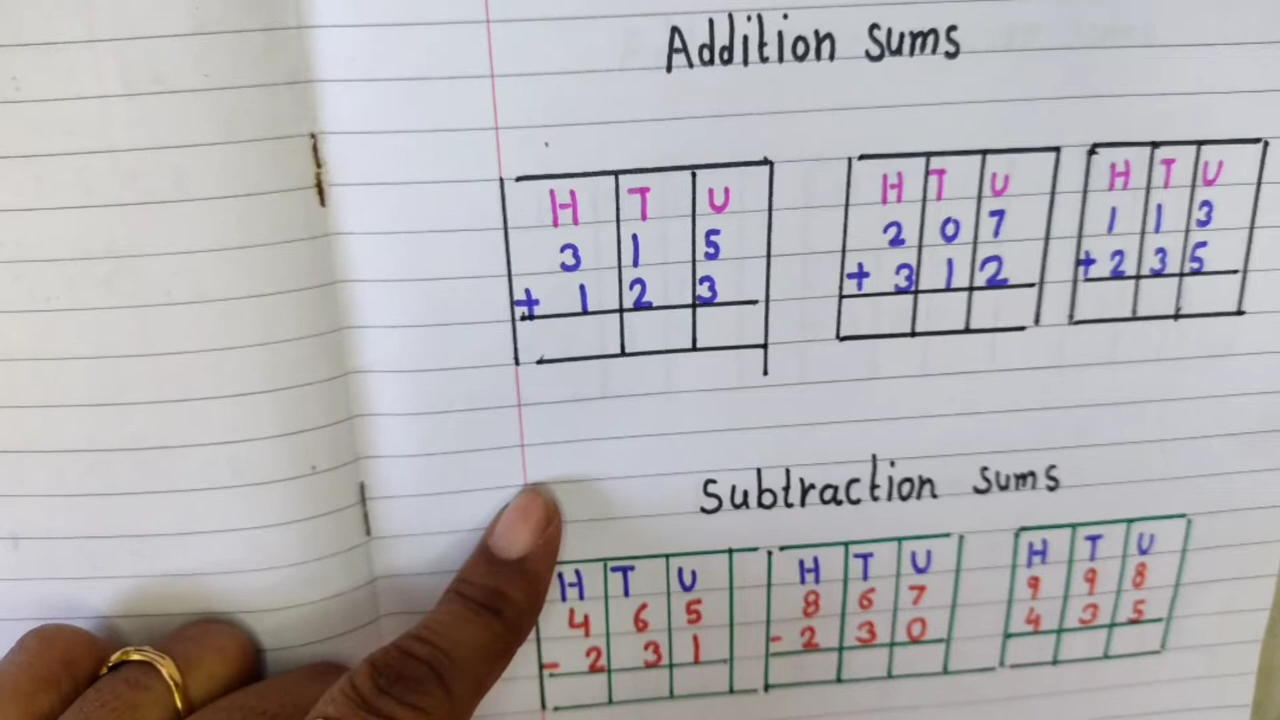 Addition sums
H T U
3 1 5
+ 1 2 3
H T U
2 0 7
+ 3 1 2
H T U
1 1 3
+ 2 3 5
Subtraction sums
H T U
4 6 5
- 2 3 1
H T U
8 6 7
- 2 3 0
H T U
9 9 8
4 3 5